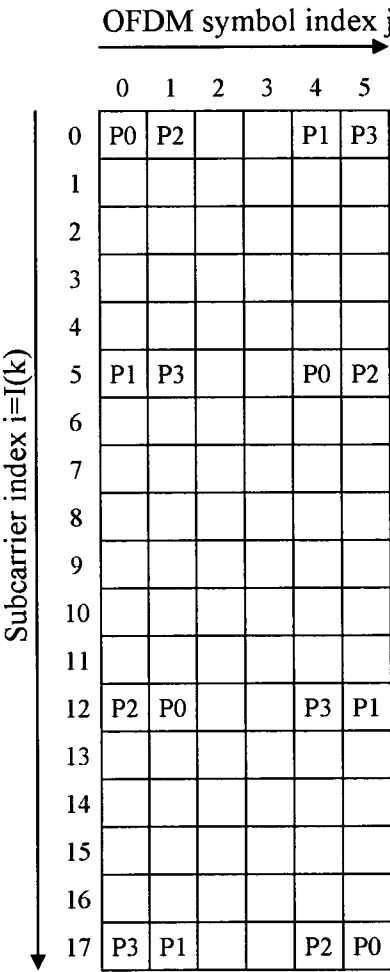 OFDM symbol index j
0 1 2 3 4 5
Subcarrier index i=I(k)
0 P0 P2 P1 P3
1
2
3
4
5 P1 P3 P0 P2
6
7
8
9
10
11
12 P2 P0 P3 P1
13
14
15
16
17 P3 P1 P2 P0